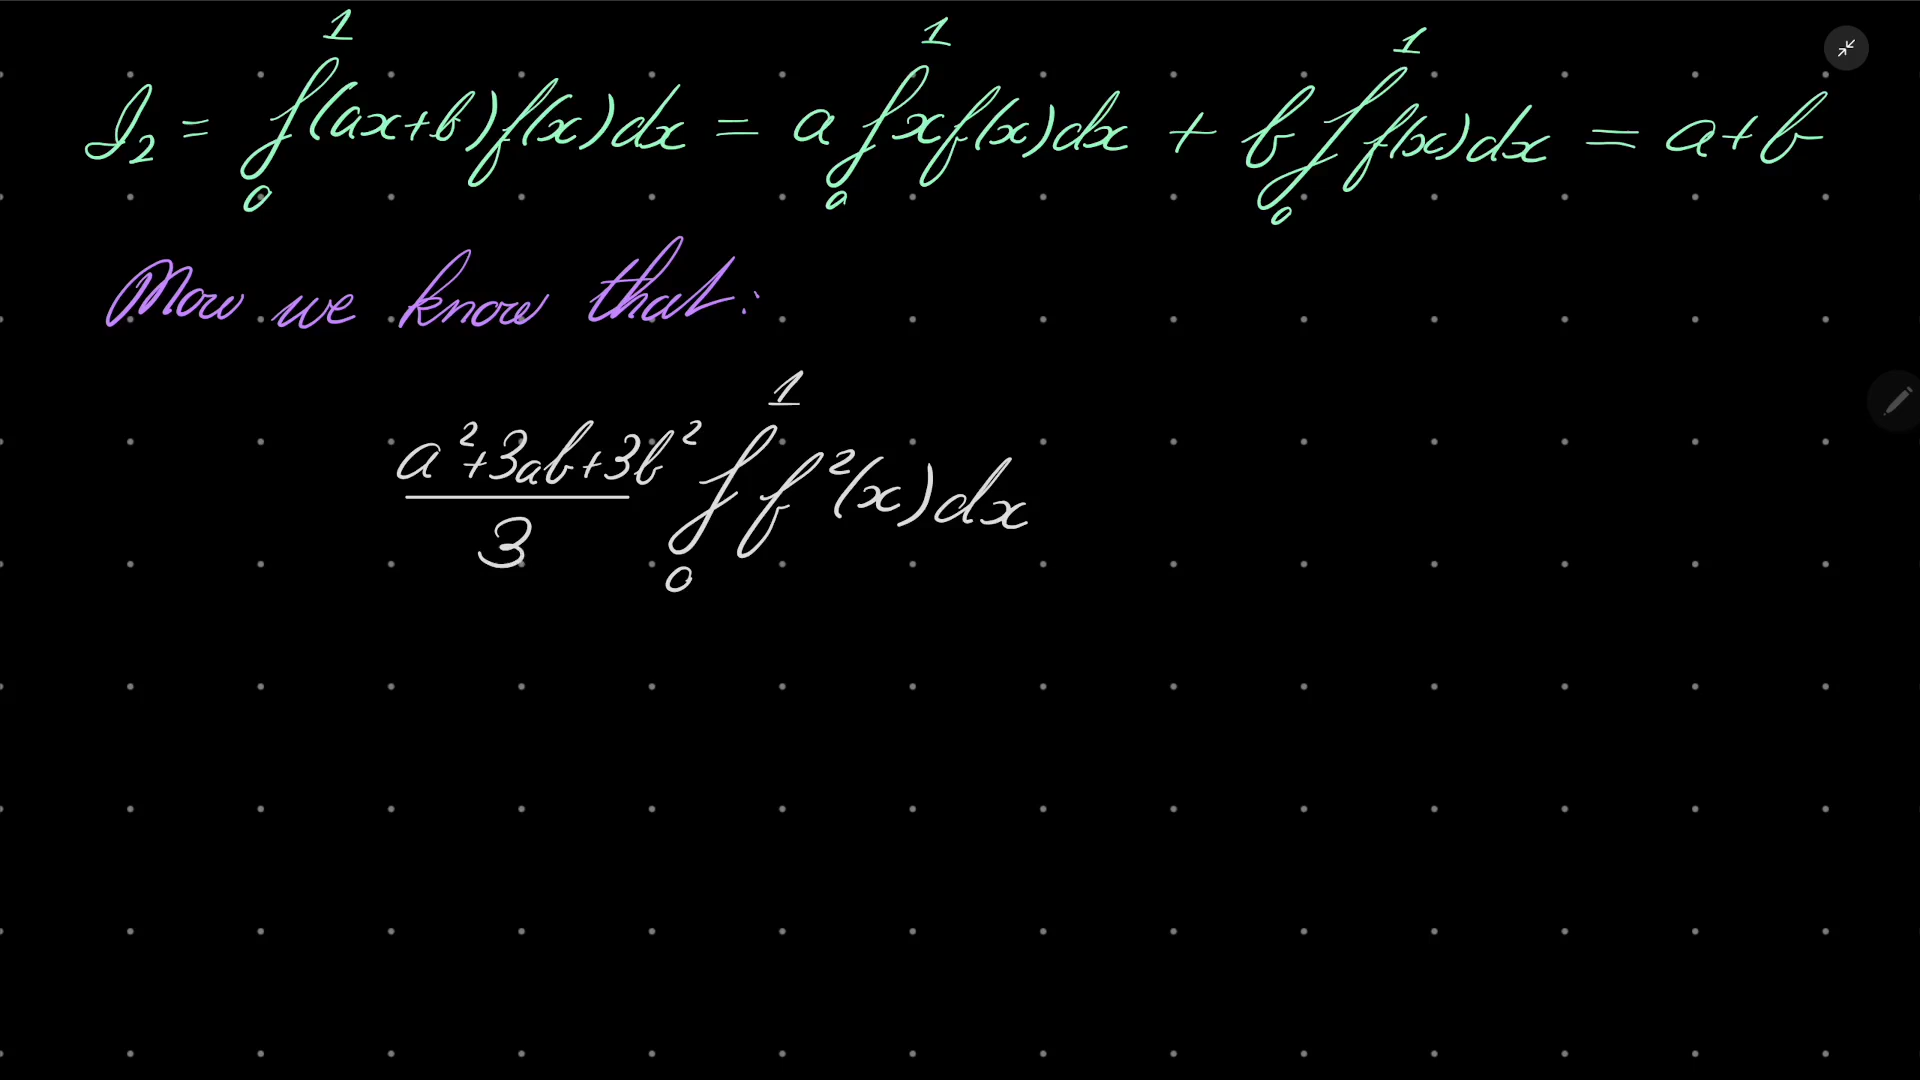 I₂ = ∫₀¹ (ax+b)f(x)dx = a ∫₀¹ xf(x)dx + b ∫₀¹ f(x)dx = a+b
Now we know that:
(a²+3ab+3b²)/3 ∫₀¹ f²(x)dx